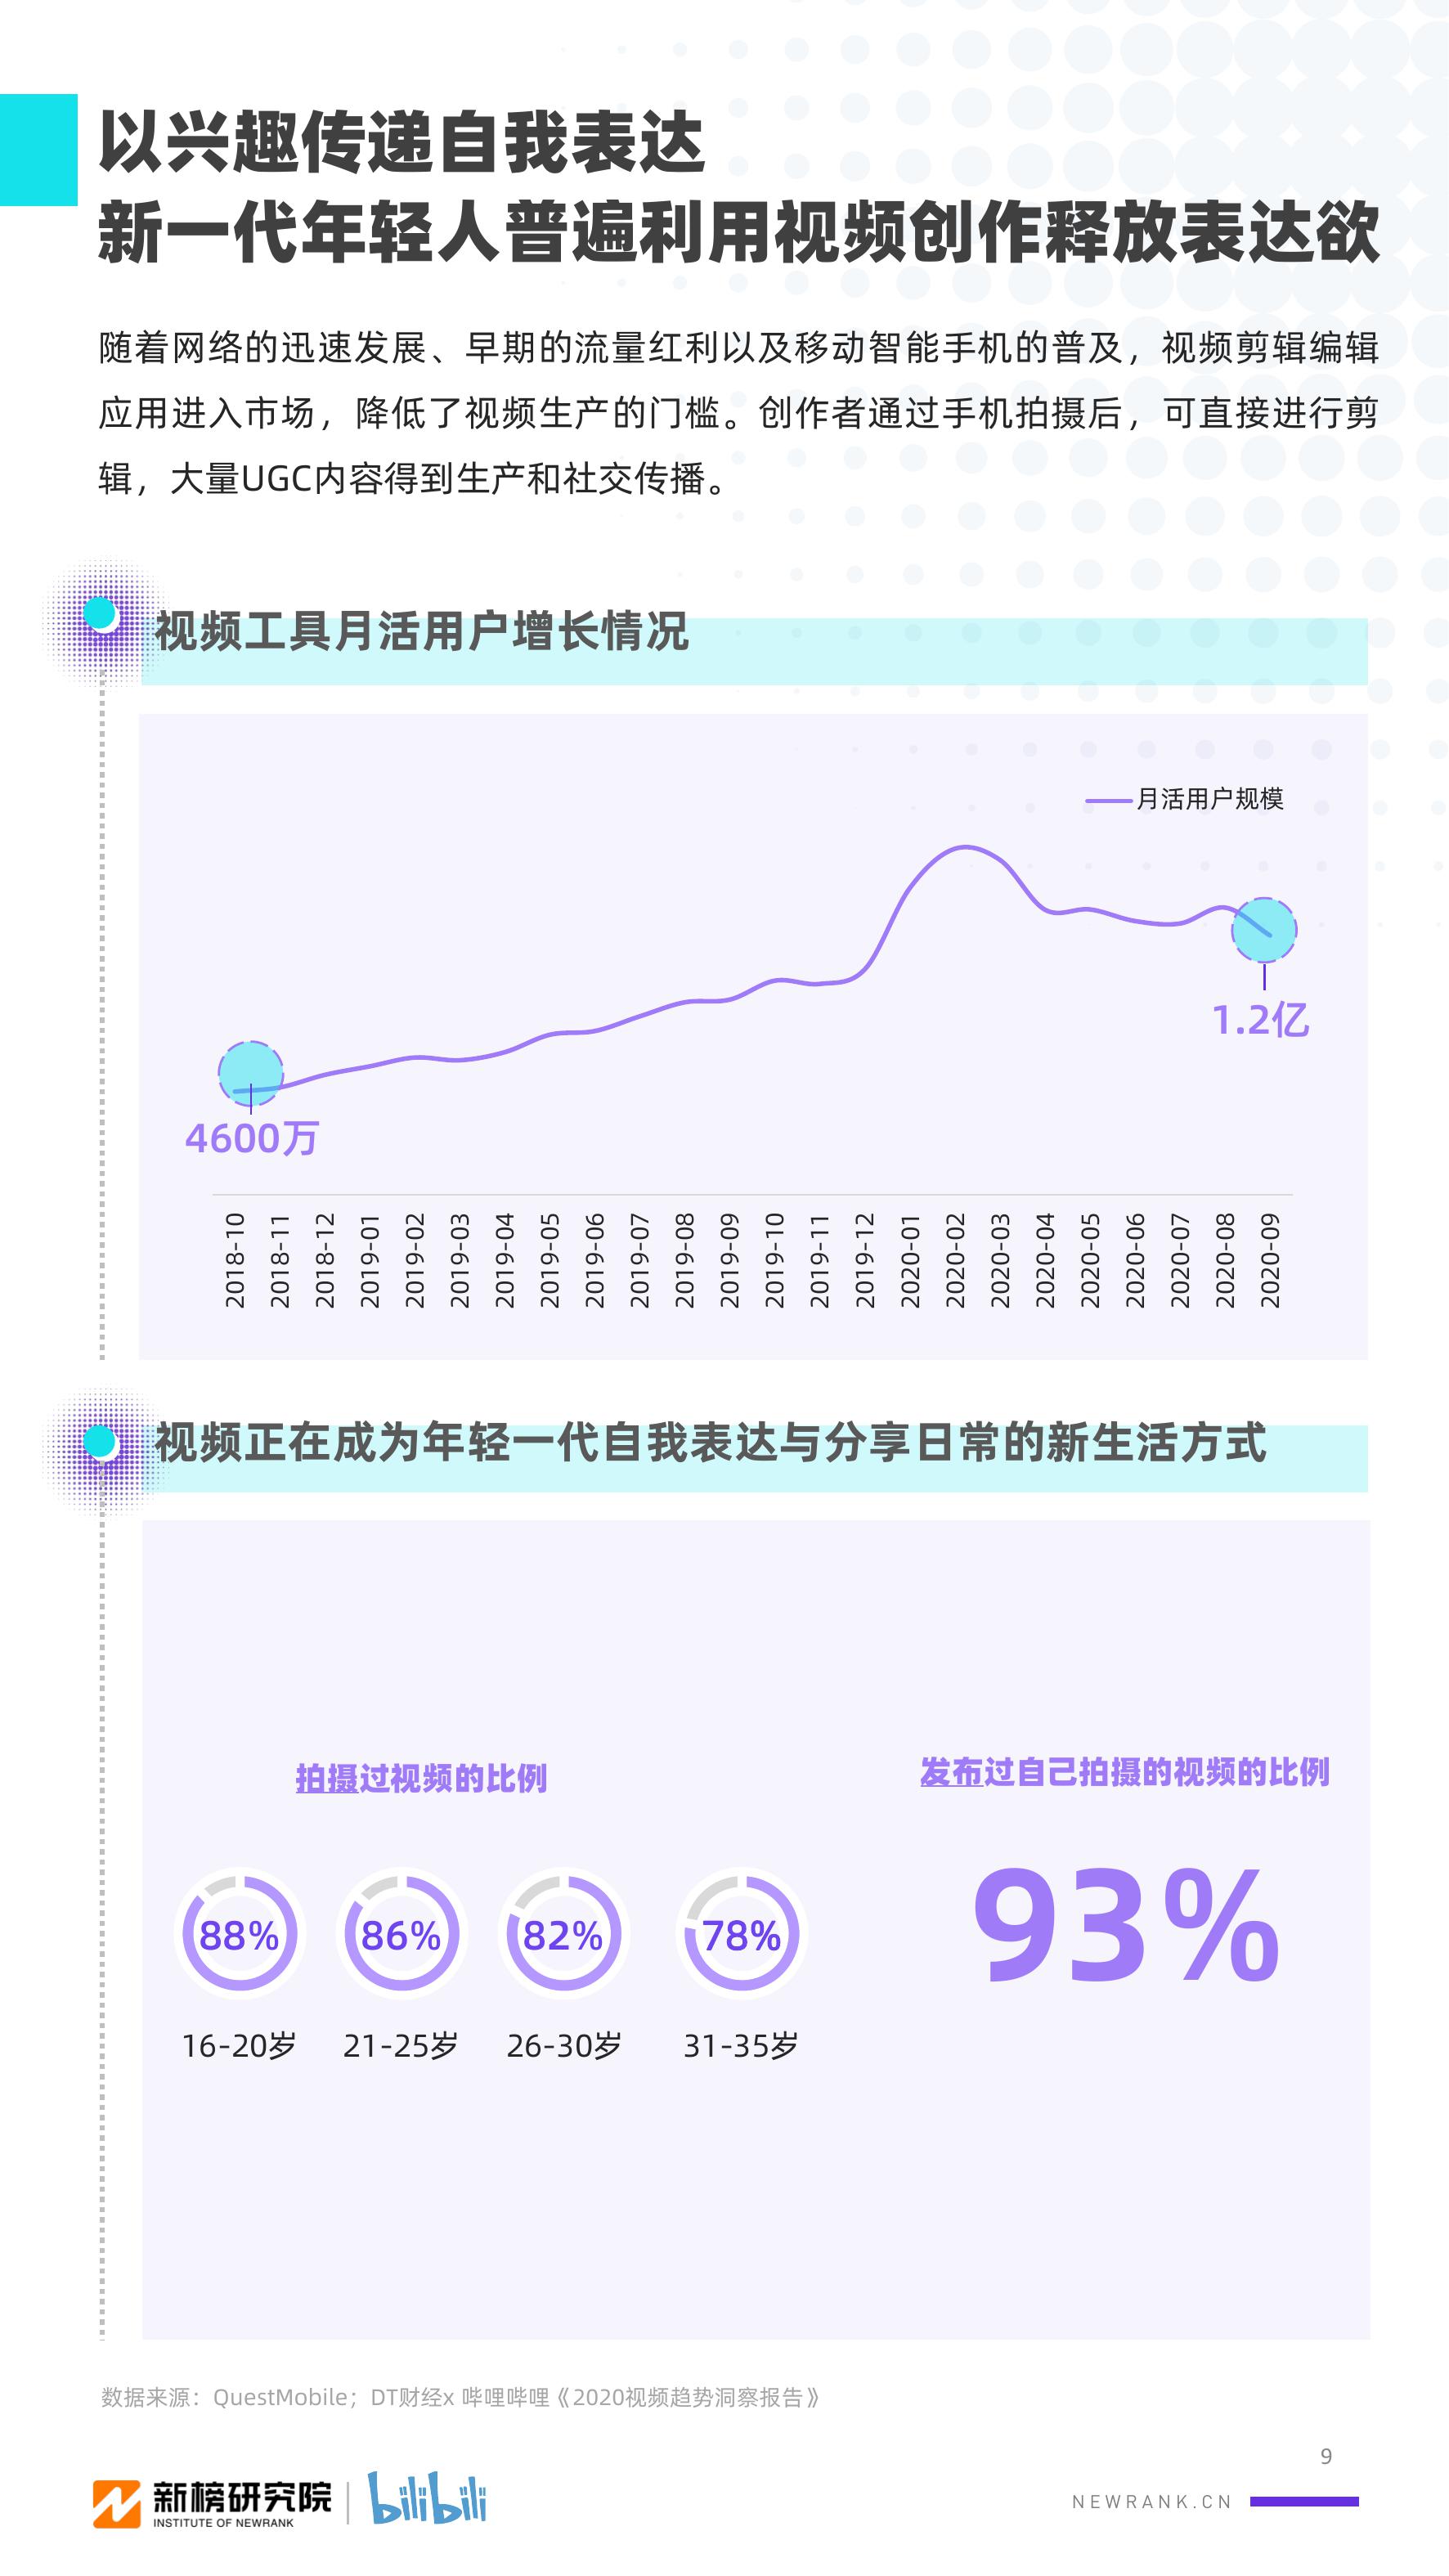 以兴趣传递自我表达
新一代年轻人普遍利用视频创作释放表达欲
随着网络的迅速发展、早期的流量红利以及移动智能手机的普及，视频剪辑编辑
应用进入市场，降低了视频生产的门槛。创作者通过手机拍摄后，可直接进行剪
辑，大量UGC内容得到生产和社交传播。
视频工具月活用户增长情况
月活用户规模
1.2亿
4600万
2018-10
2018-11
2018-12
2019-01
2019-02
2019-03
2019-04
2019-05
2019-06
2019-07
2019-08
2019-09
2019-10
2019-11
2019-12
2020-01
2020-02
2020-03
2020-04
2020-05
2020-06
2020-07
2020-08
2020-09
视频正在成为年轻一代自我表达与分享日常的新生活方式
拍摄过视频的比例
88%
86%
82%
78%
16-20岁
21-25岁
26-30岁
31-35岁
发布过自己拍摄的视频的比例
93%
数据来源：QuestMobile；DT财经x 哔哩哔哩《2020视频趋势洞察报告》
9
新榜研究院
INSTITUTE OF NEWRANK
bilibili
NEWRANK.CN